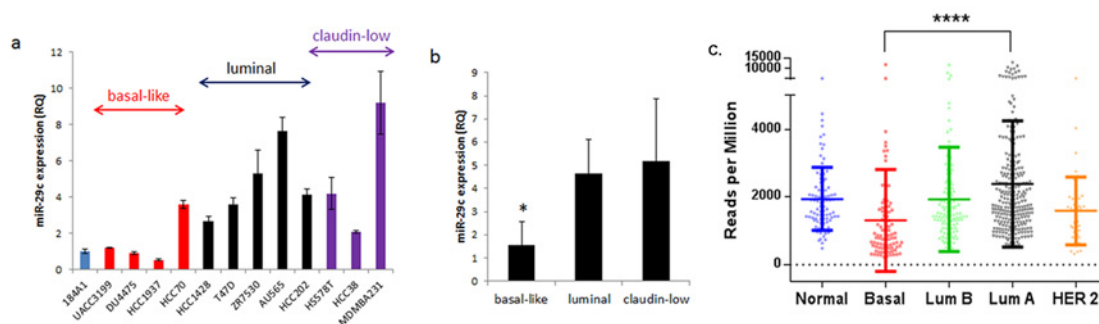 a
miR-29c expression (RQ)
12
10
8
6
4
2
0
basal-like
luminal
claudin-low
184A1
UACC3199
DU4475
HCC1937
HCC70
HCC1428
T47D
ZR7530
AU565
HCC202
HS578T
HCC38
MDMBA231
b
miR-29c expression (RQ)
9
8
7
6
5
4
3
2
1
0
*
basal-like
luminal
claudin-low
c.
****
Reads per Million
15000
10000
4000
2000
0
Normal
Basal
Lum B
Lum A
HER 2